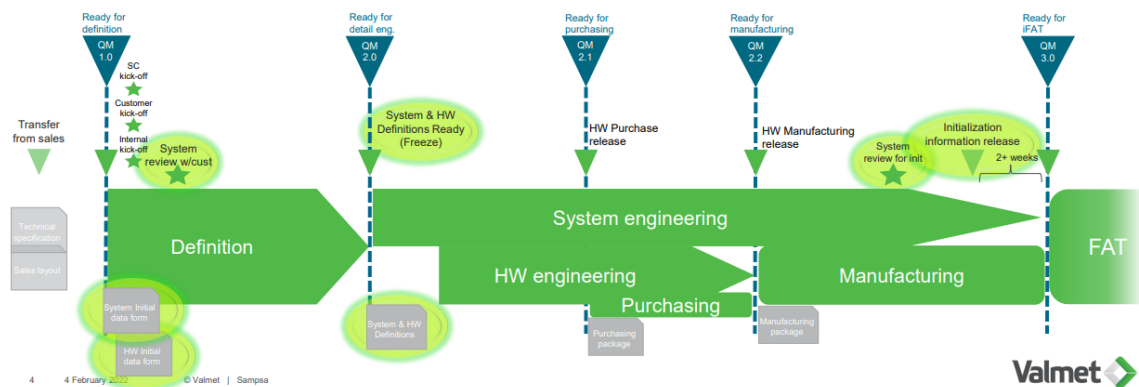 Ready for
definition
QM
1.0
Ready for
detail eng.
QM
2.0
Ready for
purchasing
QM
2.1
Ready for
manufacturing
QM
2.2
Ready for
iFAT
QM
3.0
SC
kick-off
Customer
kick-off
Internal
kick-off
Transfer
from sales
System
review w/cust
System & HW
Definitions Ready
(Freeze)
HW Purchase
release
HW Manufacturing
release
System
review for init
Initialization
information release
2+ weeks
Technical
specification
Sales layout
Definition
System engineering
HW engineering
Purchasing
Manufacturing
FAT
System Initial
data form
HW Initial
data form
System & HW
Definitions
Purchasing
package
Manufacturing
package
4 4 February 2022 © Valmet | Sampsa
Valmet